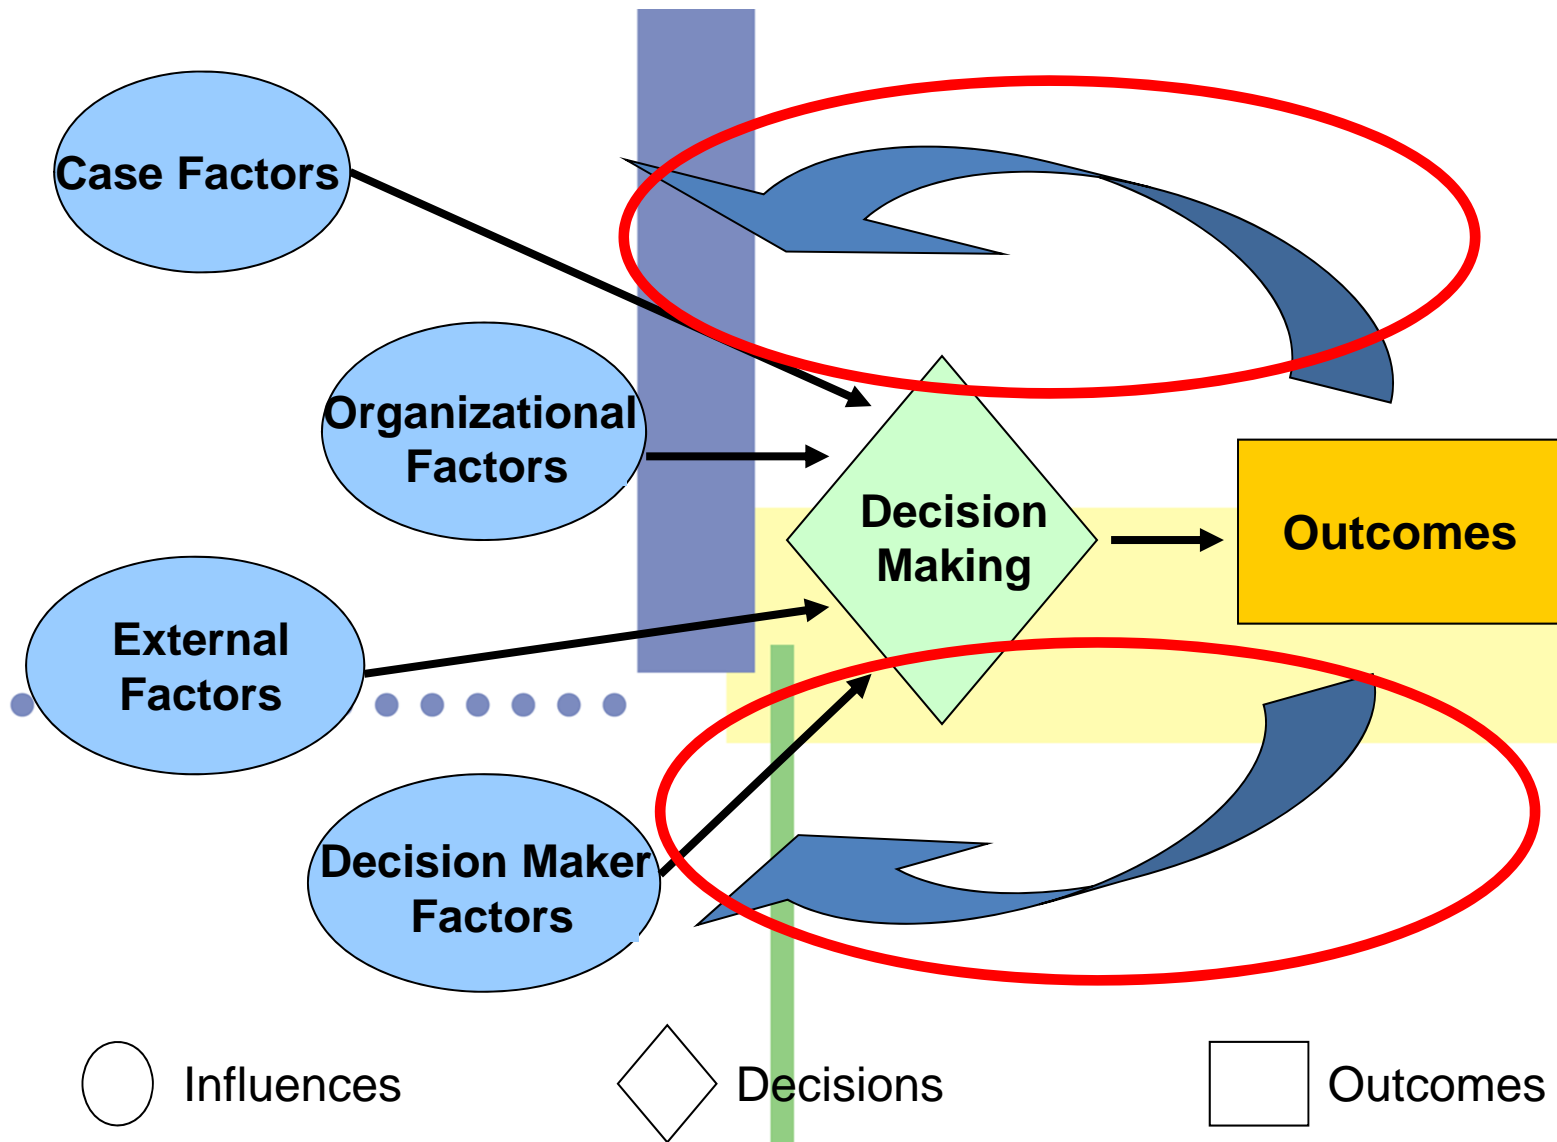 Case Factors
Organizational
Factors
Decision
Making
Outcomes
External
Factors
Decision Maker
Factors
Influences
Decisions
Outcomes